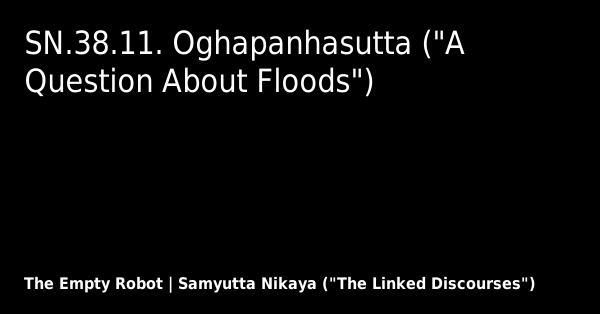 SN.38.11. Oghapanhasutta ("A
Question About Floods")
The Empty Robot | Samyutta Nikaya ("The Linked Discourses")